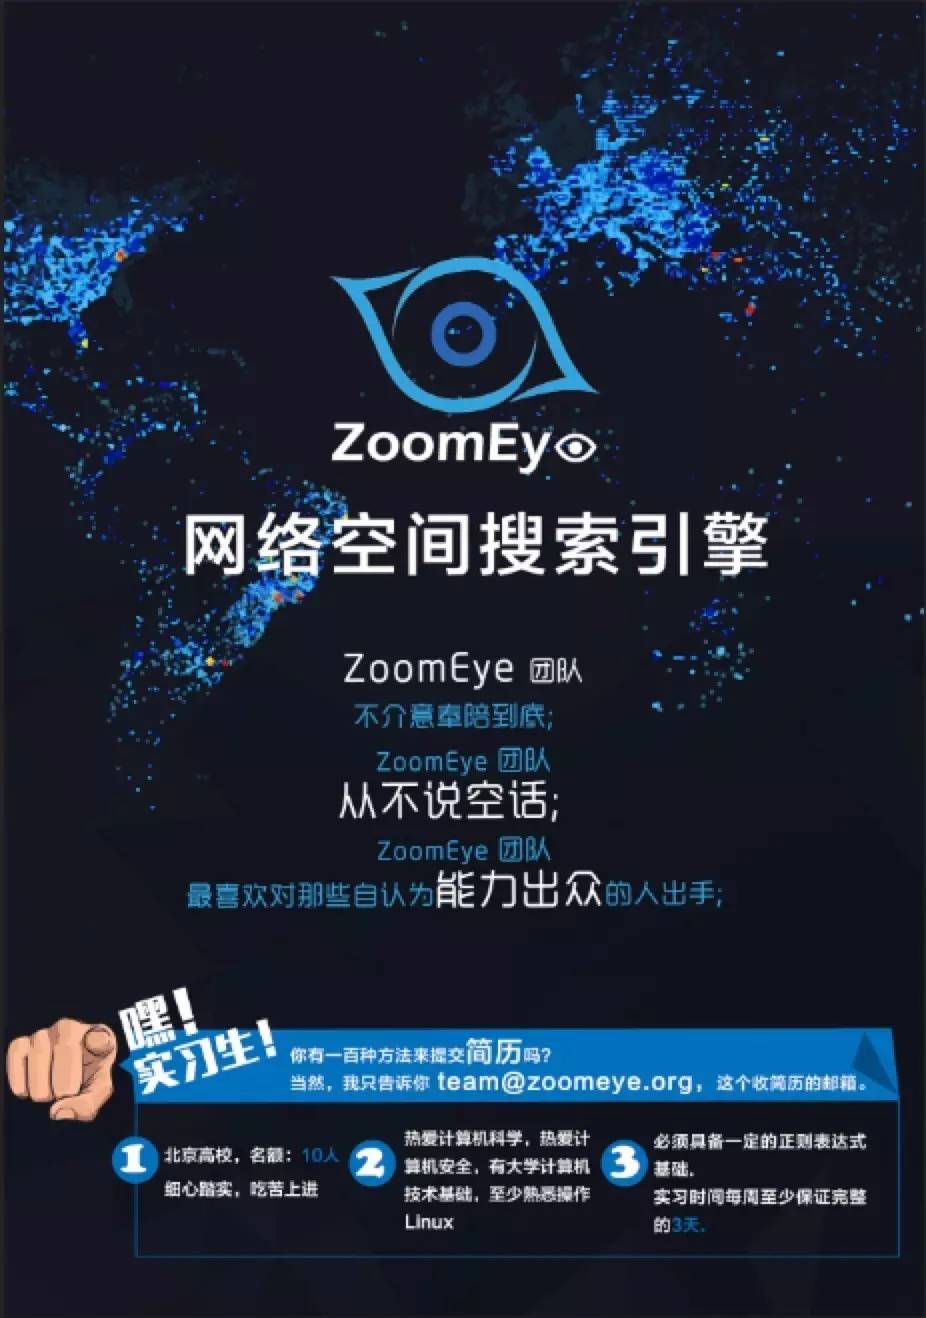 ZoomEye
网络空间搜索引擎
ZoomEye 团队
不介意奉陪到底;
ZoomEye 团队
从不说空话;
ZoomEye 团队
最喜欢对那些自认为能力出众的人出手;
嘿!
实习生!
你有一百种方法来提交简历吗?
当然，我只告诉你 team@zoomeye.org，这个收简历的邮箱。
1
北京高校，名额：10人
细心踏实，吃苦上进
2
热爱计算机科学，热爱计
算机安全，有大学计算机
技术基础，至少熟悉操作
Linux
3
必须具备一定的正则表达式
基础.
实习时间每周至少保证完整
的3天.